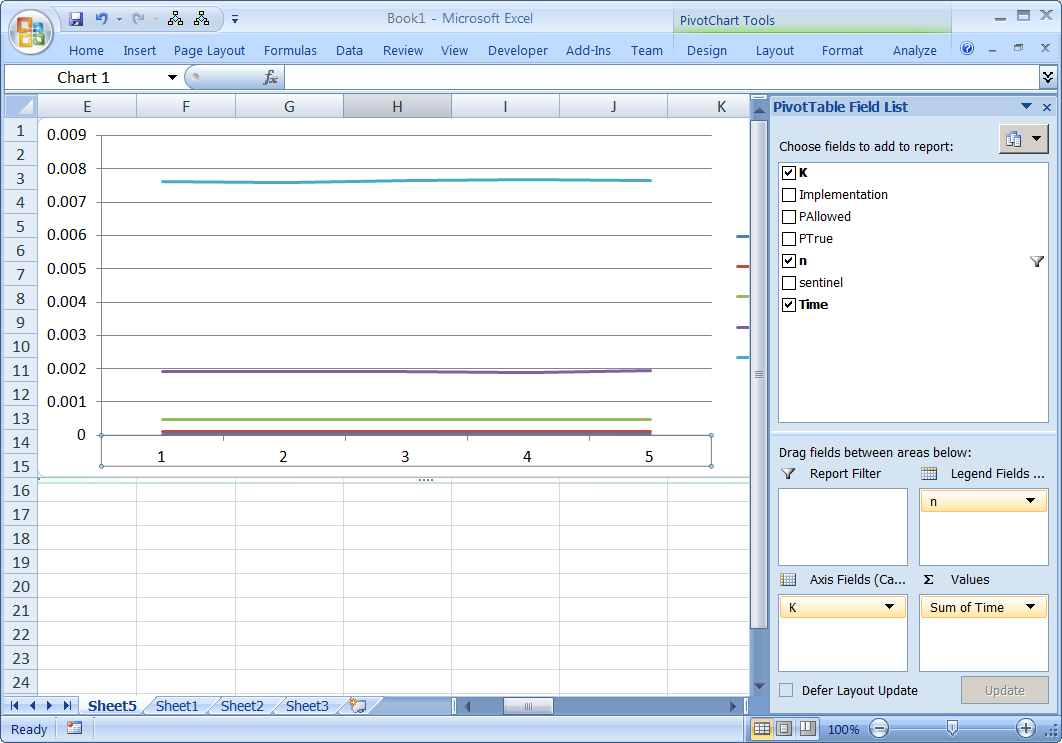 Book1 - Microsoft Excel
PivotChart Tools
Home Insert Page Layout Formulas Data Review View Developer Add-Ins Team Design Layout Format Analyze
Chart 1 fx
E F G H I J K
PivotTable Field List
Choose fields to add to report:
K
Implementation
PAllowed
PTrue
n
sentinel
Time
1
2
3
4
5
6
7
8
9
10
11
12
13
14
15
16
17
18
19
20
21
22
23
24
0.009
0.008
0.007
0.006
0.005
0.004
0.003
0.002
0.001
0
1 2 3 4 5
Drag fields between areas below:
Report Filter Legend Fields ...
n
Axis Fields (Ca... Σ Values
K Sum of Time
Defer Layout Update Update
Sheet5 Sheet1 Sheet2 Sheet3
Ready 100%